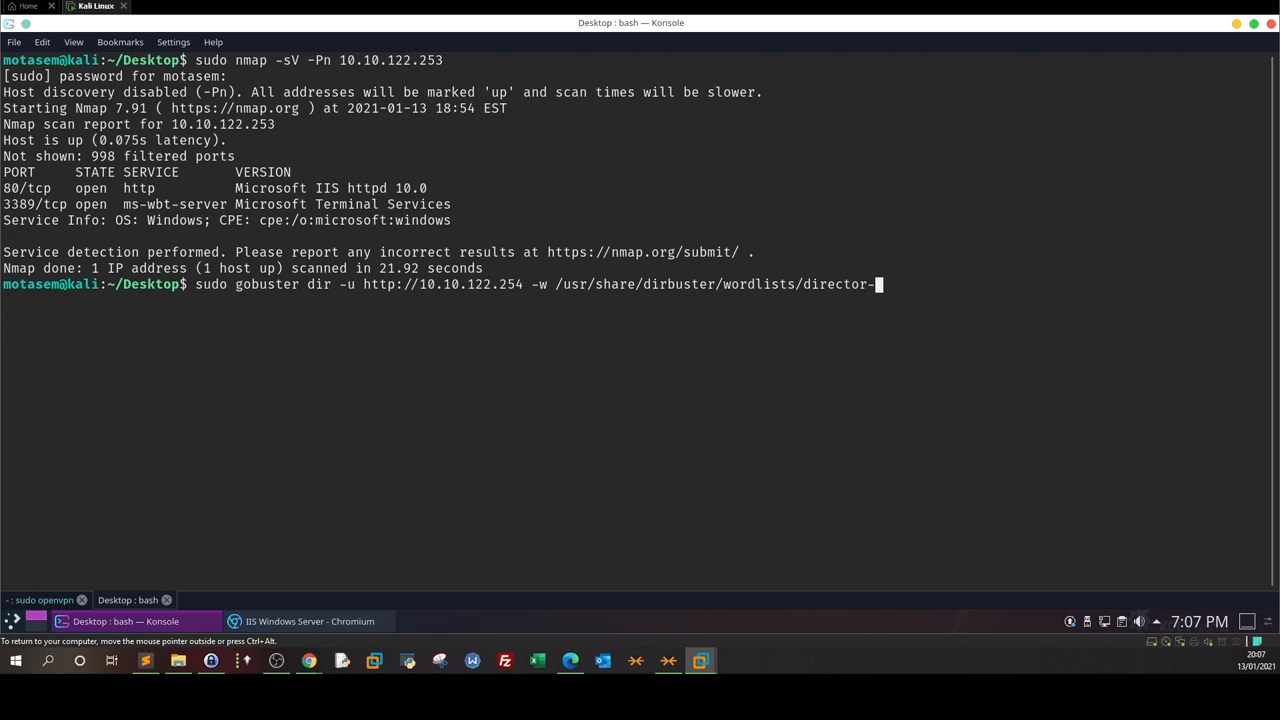 Home Kali Linux
Desktop : bash — Konsole
File Edit View Bookmarks Settings Help
motasem@kali:~/Desktop$ sudo nmap -sV -Pn 10.10.122.253
[sudo] password for motasem:
Host discovery disabled (-Pn). All addresses will be marked 'up' and scan times will be slower.
Starting Nmap 7.91 ( https://nmap.org ) at 2021-01-13 18:54 EST
Nmap scan report for 10.10.122.253
Host is up (0.075s latency).
Not shown: 998 filtered ports
PORT     STATE SERVICE       VERSION
80/tcp   open  http          Microsoft IIS httpd 10.0
3389/tcp open  ms-wbt-server Microsoft Terminal Services
Service Info: OS: Windows; CPE: cpe:/o:microsoft:windows
Service detection performed. Please report any incorrect results at https://nmap.org/submit/ .
Nmap done: 1 IP address (1 host up) scanned in 21.92 seconds
motasem@kali:~/Desktop$ sudo gobuster dir -u http://10.10.122.254 -w /usr/share/dirbuster/wordlists/director-
- : sudo openvpn Desktop : bash
Desktop : bash — Konsole IIS Windows Server - Chromium 7:07 PM
To return to your computer, move the mouse pointer outside or press Ctrl+Alt.
20:07
13/01/2021